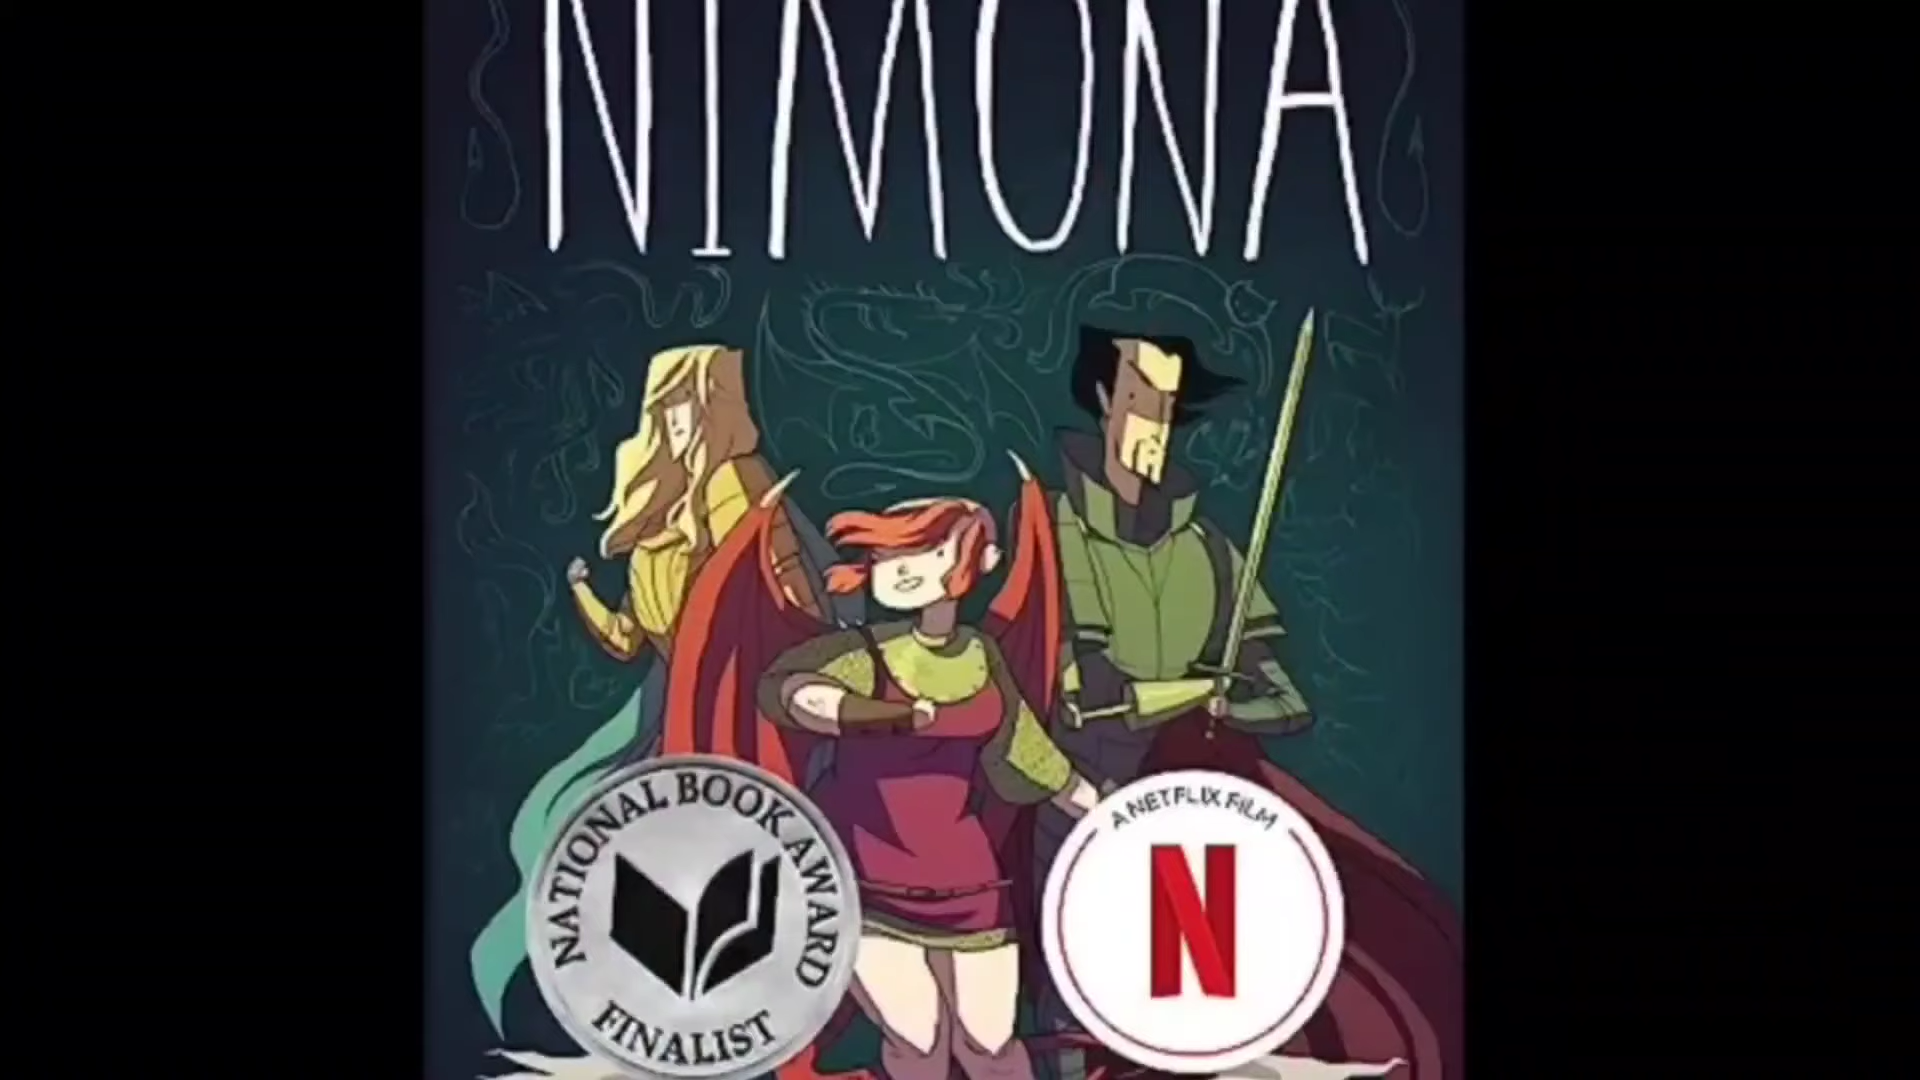 NIMONA
NATIONAL BOOK AWARD
FINALIST
A NETFLIX FILM
N